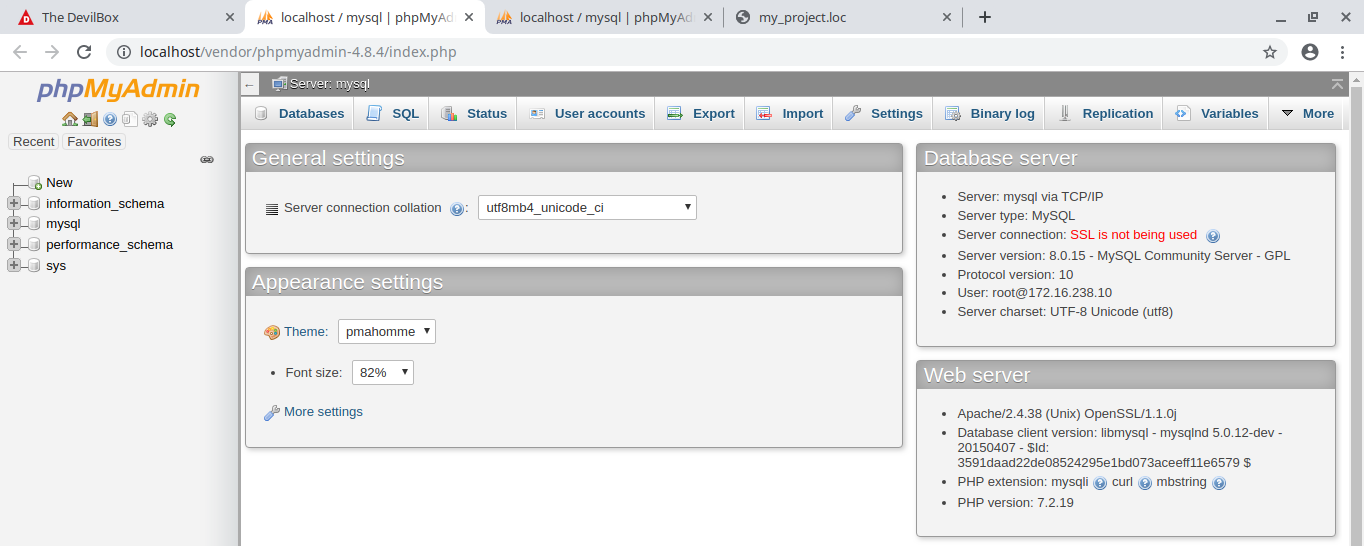 The DevilBox
localhost / mysql | phpMyAd
localhost / mysql | phpMyAd
my_project.loc
localhost/vendor/phpmyadmin-4.8.4/index.php
phpMyAdmin
Recent Favorites
New
information_schema
mysql
performance_schema
sys
Server: mysql
Databases SQL Status User accounts Export Import Settings Binary log Replication Variables More
General settings
Server connection collation : utf8mb4_unicode_ci
Appearance settings
Theme: pmahomme
Font size: 82%
More settings
Database server
Server: mysql via TCP/IP
Server type: MySQL
Server connection: SSL is not being used
Server version: 8.0.15 - MySQL Community Server - GPL
Protocol version: 10
User: root@172.16.238.10
Server charset: UTF-8 Unicode (utf8)
Web server
Apache/2.4.38 (Unix) OpenSSL/1.1.0j
Database client version: libmysql - mysqlnd 5.0.12-dev -
20150407 - $Id:
3591daad22de08524295e1bd073aceeff11e6579 $
PHP extension: mysqli curl mbstring
PHP version: 7.2.19